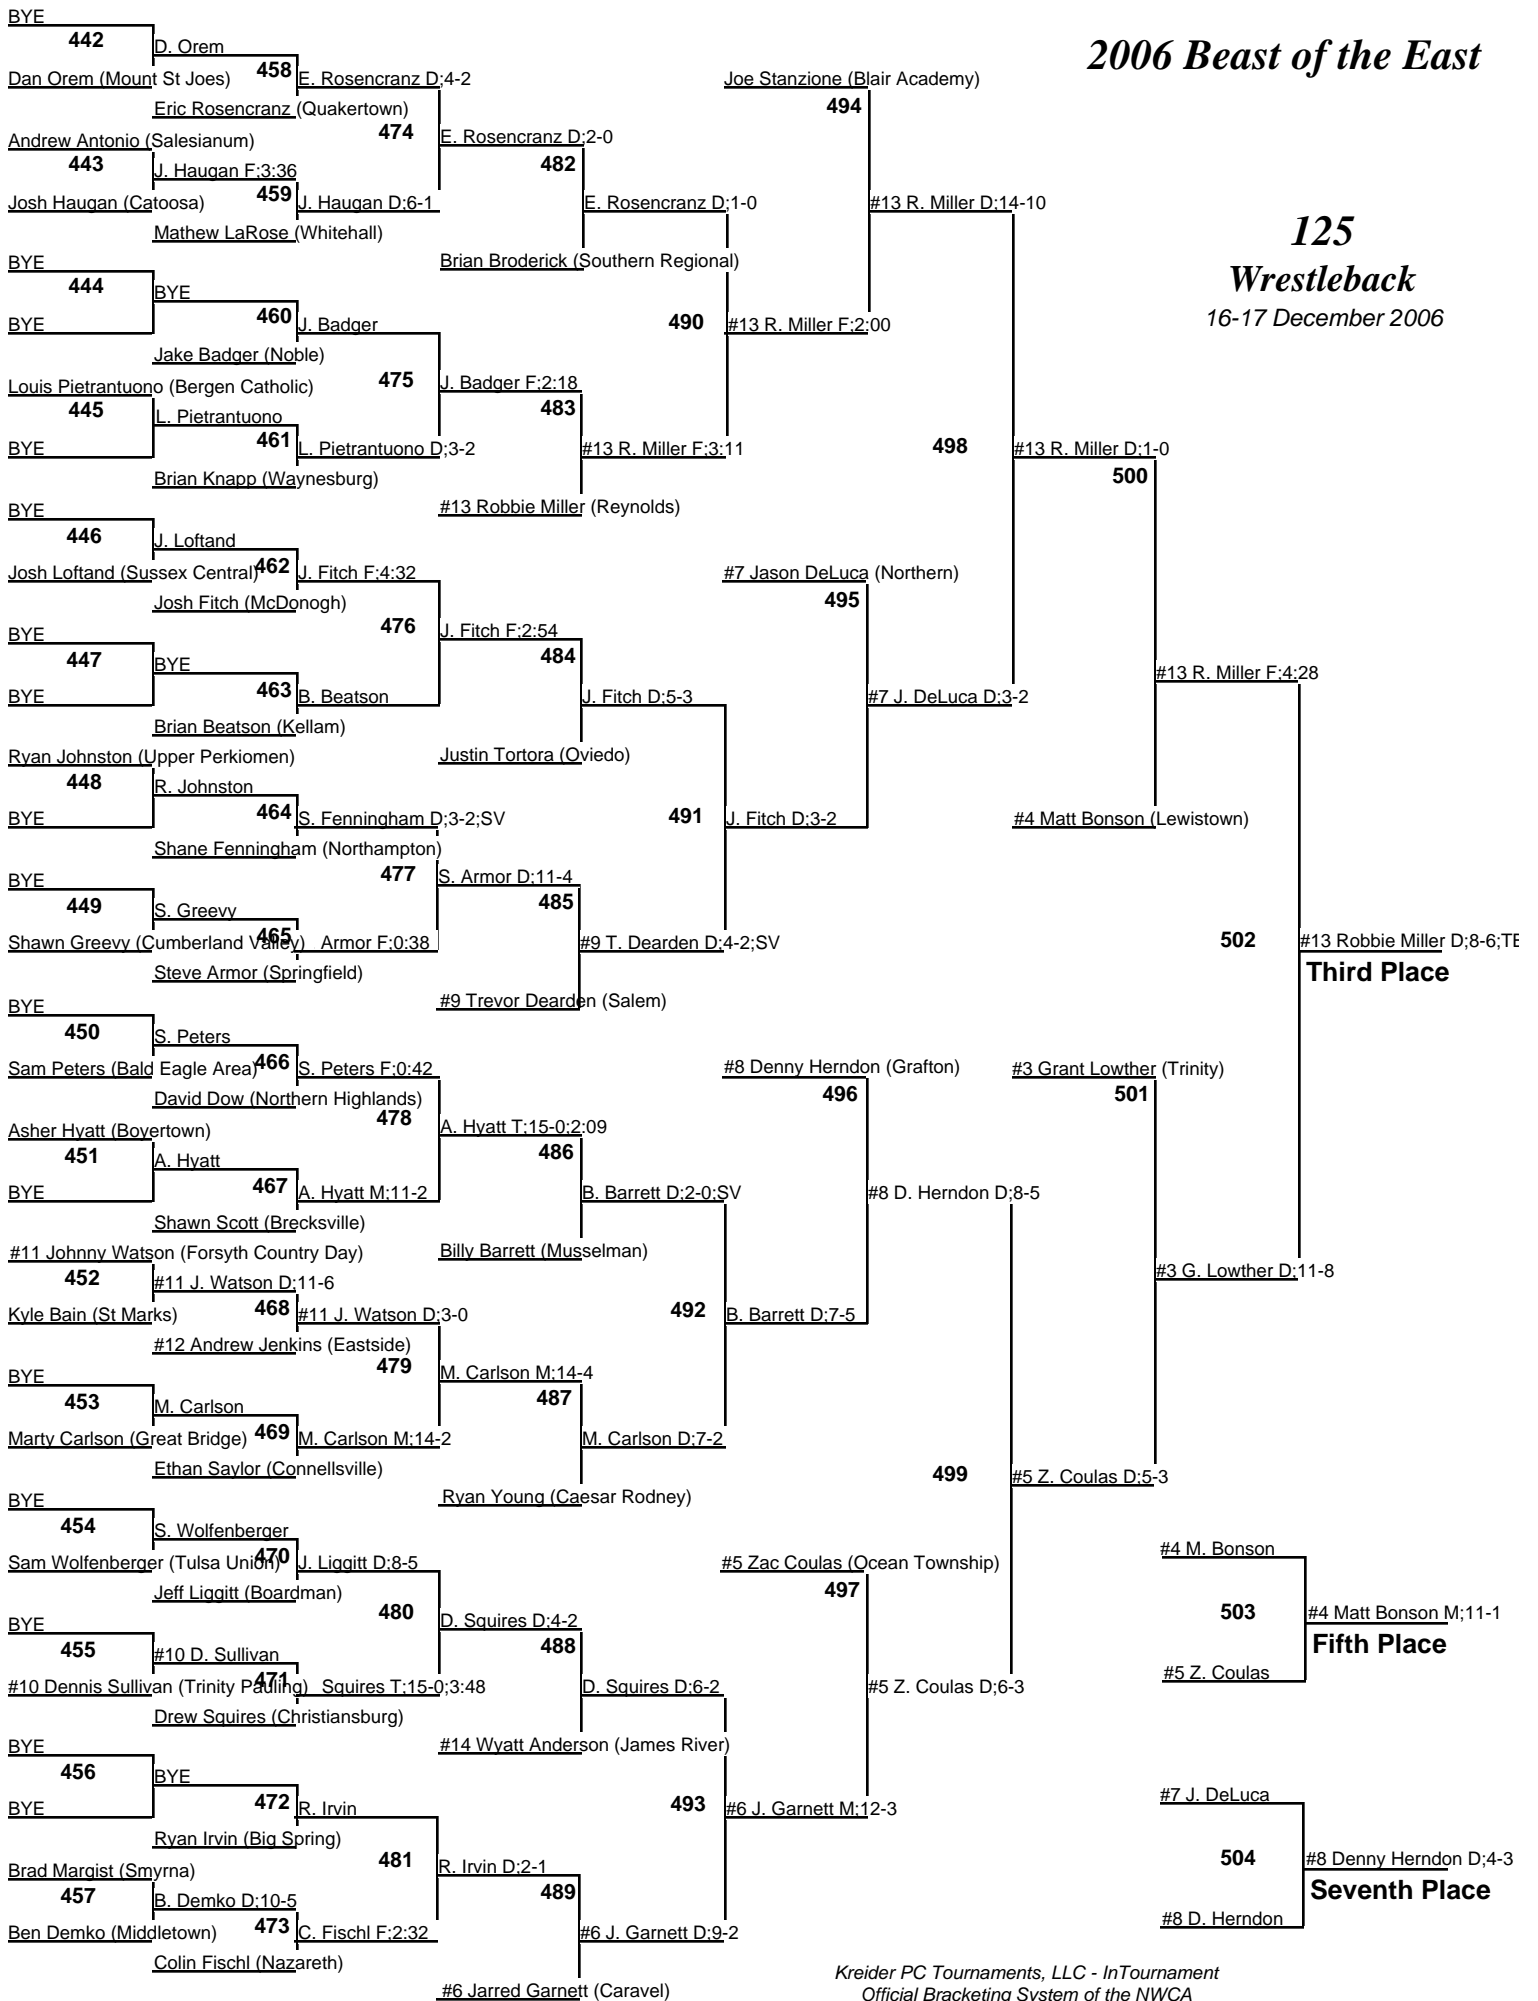 2006 Beast of the East
125
Wrestleback
16-17 December 2006
BYE
442
D. Orem
Dan Orem (Mount St Joes)
458
E. Rosencranz D;4-2
Eric Rosencranz (Quakertown)
474
E. Rosencranz D;2-0
Andrew Antonio (Salesianum)
443
J. Haugan F;3:36
Josh Haugan (Catoosa)
459
J. Haugan D;6-1
Mathew LaRose (Whitehall)
482
E. Rosencranz D;1-0
Brian Broderick (Southern Regional)
BYE
444
BYE
BYE
460
J. Badger
Jake Badger (Noble)
490
#13 R. Miller F;2:00
Louis Pietrantuono (Bergen Catholic)
475
J. Badger F;2:18
445
L. Pietrantuono
BYE
461
L. Pietrantuono D;3-2
Brian Knapp (Waynesburg)
483
#13 R. Miller F;3:11
#13 Robbie Miller (Reynolds)
Joe Stanzione (Blair Academy)
494
#13 R. Miller D;14-10
498
#13 R. Miller D;1-0
500
BYE
446
J. Loftand
Josh Loftand (Sussex Central)
462
J. Fitch F;4:32
Josh Fitch (McDonogh)
476
J. Fitch F;2:54
BYE
447
BYE
BYE
463
B. Beatson
Brian Beatson (Kellam)
484
J. Fitch D;5-3
Justin Tortora (Oviedo)
#7 Jason DeLuca (Northern)
495
#7 J. DeLuca D;3-2
#13 R. Miller F;4:28
Ryan Johnston (Upper Perkiomen)
448
R. Johnston
BYE
464
S. Fenningham D;3-2;SV
Shane Fenningham (Northampton)
491
J. Fitch D;3-2
#4 Matt Bonson (Lewistown)
477
S. Armor D;11-4
BYE
449
S. Greevy
Shawn Greevy (Cumberland Valley)
465
Armor F;0:38
Steve Armor (Springfield)
485
#9 T. Dearden D;4-2;SV
#9 Trevor Dearden (Salem)
502
#13 Robbie Miller D;8-6;TB
Third Place
BYE
450
S. Peters
Sam Peters (Bald Eagle Area)
466
S. Peters F;0:42
David Dow (Northern Highlands)
478
A. Hyatt T;15-0;2:09
Asher Hyatt (Boyertown)
451
A. Hyatt
BYE
467
A. Hyatt M;11-2
Shawn Scott (Brecksville)
486
B. Barrett D;2-0;SV
Billy Barrett (Musselman)
#8 Denny Herndon (Grafton)
496
#8 D. Herndon D;8-5
#3 Grant Lowther (Trinity)
501
#3 G. Lowther D;11-8
#11 Johnny Watson (Forsyth Country Day)
452
#11 J. Watson D;11-6
Kyle Bain (St Marks)
468
#11 J. Watson D;3-0
#12 Andrew Jenkins (Eastside)
492
B. Barrett D;7-5
479
M. Carlson M;14-4
BYE
453
M. Carlson
Marty Carlson (Great Bridge)
469
M. Carlson M;14-2
Ethan Saylor (Connellsville)
487
M. Carlson D;7-2
Ryan Young (Caesar Rodney)
499
#5 Z. Coulas D;5-3
BYE
454
S. Wolfenberger
Sam Wolfenberger (Tulsa Union)
470
J. Liggitt D;8-5
Jeff Liggitt (Boardman)
480
D. Squires D;4-2
BYE
455
#10 D. Sullivan
#10 Dennis Sullivan (Trinity Pauling)
471
Squires T;15-0;3:48
Drew Squires (Christiansburg)
488
D. Squires D;6-2
#14 Wyatt Anderson (James River)
#5 Zac Coulas (Ocean Township)
497
#5 Z. Coulas D;6-3
#4 M. Bonson
503
#4 Matt Bonson M;11-1
Fifth Place
#5 Z. Coulas
BYE
456
BYE
BYE
472
R. Irvin
Ryan Irvin (Big Spring)
493
#6 J. Garnett M;12-3
481
R. Irvin D;2-1
Brad Margist (Smyrna)
457
B. Demko D;10-5
Ben Demko (Middletown)
473
C. Fischl F;2:32
Colin Fischl (Nazareth)
489
#6 J. Garnett D;9-2
#6 Jarred Garnett (Caravel)
#7 J. DeLuca
504
#8 Denny Herndon D;4-3
Seventh Place
#8 D. Herndon
Kreider PC Tournaments, LLC - InTournament
Official Bracketing System of the NWCA